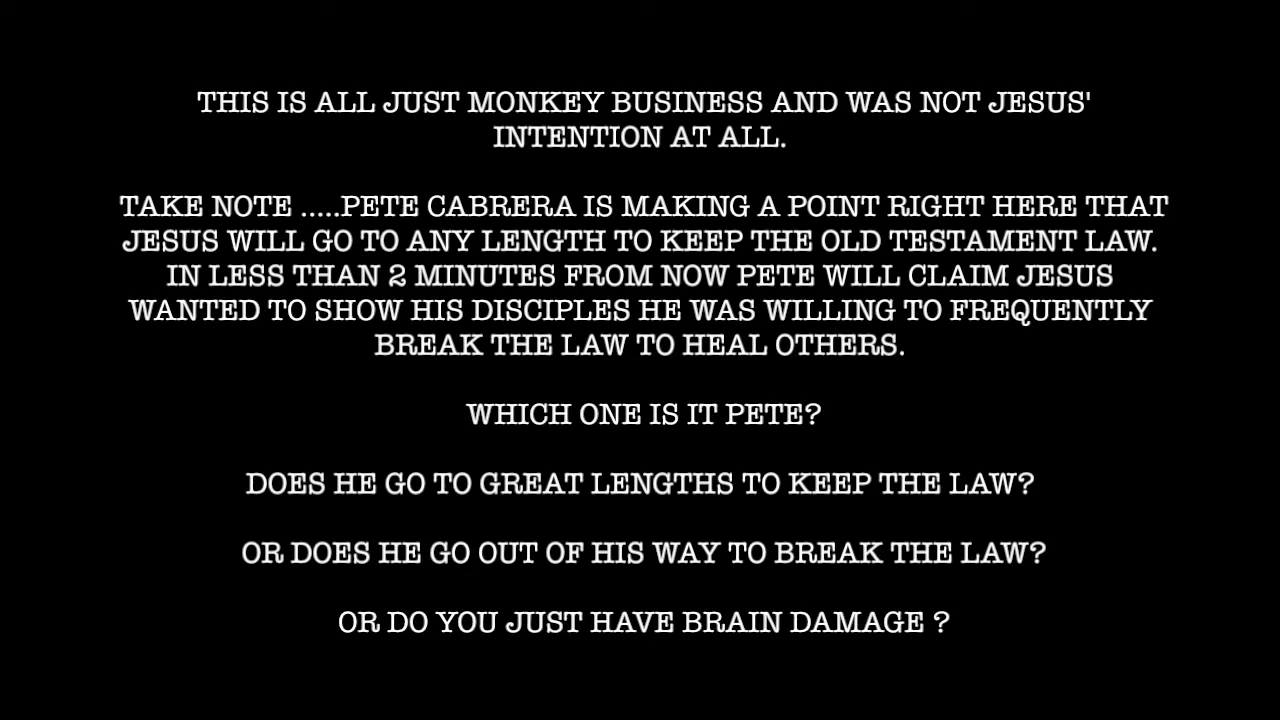 THIS IS ALL JUST MONKEY BUSINESS AND WAS NOT JESUS'
INTENTION AT ALL.
TAKE NOTE .....PETE CABRERA IS MAKING A POINT RIGHT HERE THAT
JESUS WILL GO TO ANY LENGTH TO KEEP THE OLD TESTAMENT LAW.
IN LESS THAN 2 MINUTES FROM NOW PETE WILL CLAIM JESUS
WANTED TO SHOW HIS DISCIPLES HE WAS WILLING TO FREQUENTLY
BREAK THE LAW TO HEAL OTHERS.
WHICH ONE IS IT PETE?
DOES HE GO TO GREAT LENGTHS TO KEEP THE LAW?
OR DOES HE GO OUT OF HIS WAY TO BREAK THE LAW?
OR DO YOU JUST HAVE BRAIN DAMAGE ?